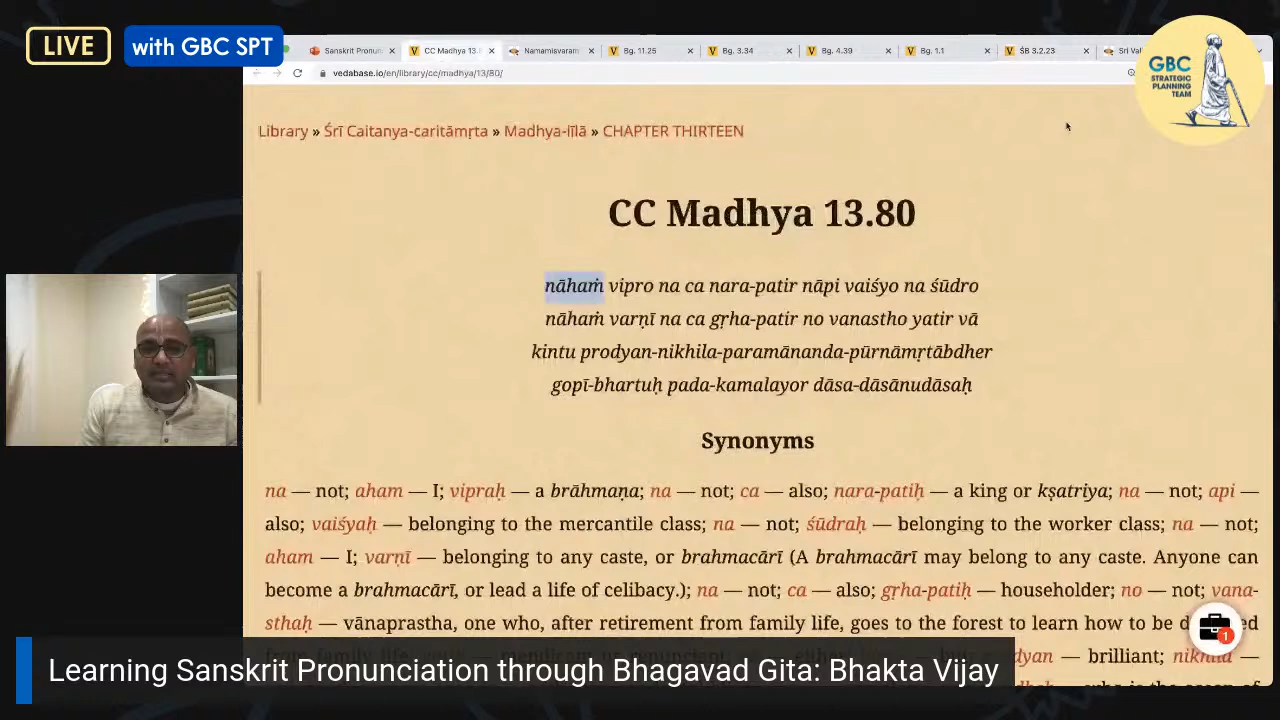 LIVE
with GBC SPT
Sanskrit Pronun
CC Madhya 13.8
Namamisvaram
Bg. 11.25
Bg. 3.34
Bg. 4.39
Bg. 1.1
ŚB 3.2.23
vedabase.io/en/library/cc/madhya/13/80/
GBC
STRATEGIC
PLANNING
TEAM
Library » Śrī Caitanya-caritāmṛta » Madhya-līlā » CHAPTER THIRTEEN
CC Madhya 13.80
nāhaṁ vipro na ca nara-patir nāpi vaiśyo na śūdro
nāhaṁ varṇī na ca gṛha-patir no vanastho yatir vā
kintu prodyan-nikhila-paramānanda-pūrnāmṛtābdher
gopī-bhartuḥ pada-kamalayor dāsa-dāsānudāsaḥ
Synonyms
na — not; aham — I; vipraḥ — a brāhmaṇa; na — not; ca — also; nara-patiḥ — a king or kṣatriya; na — not; api —
also; vaiśyaḥ — belonging to the mercantile class; na — not; śūdraḥ — belonging to the worker class; na — not;
aham — I; varṇī — belonging to any caste, or brahmacārī (A brahmacārī may belong to any caste. Anyone can
become a brahmacārī, or lead a life of celibacy.); na — not; ca — also; gṛha-patiḥ — householder; no — not; vana-
sthaḥ — vānaprastha, one who, after retirement from family life, goes to the forest to learn how to be
brilliant; nikhila —
1
Learning Sanskrit Pronunciation through Bhagavad Gita: Bhakta Vijay